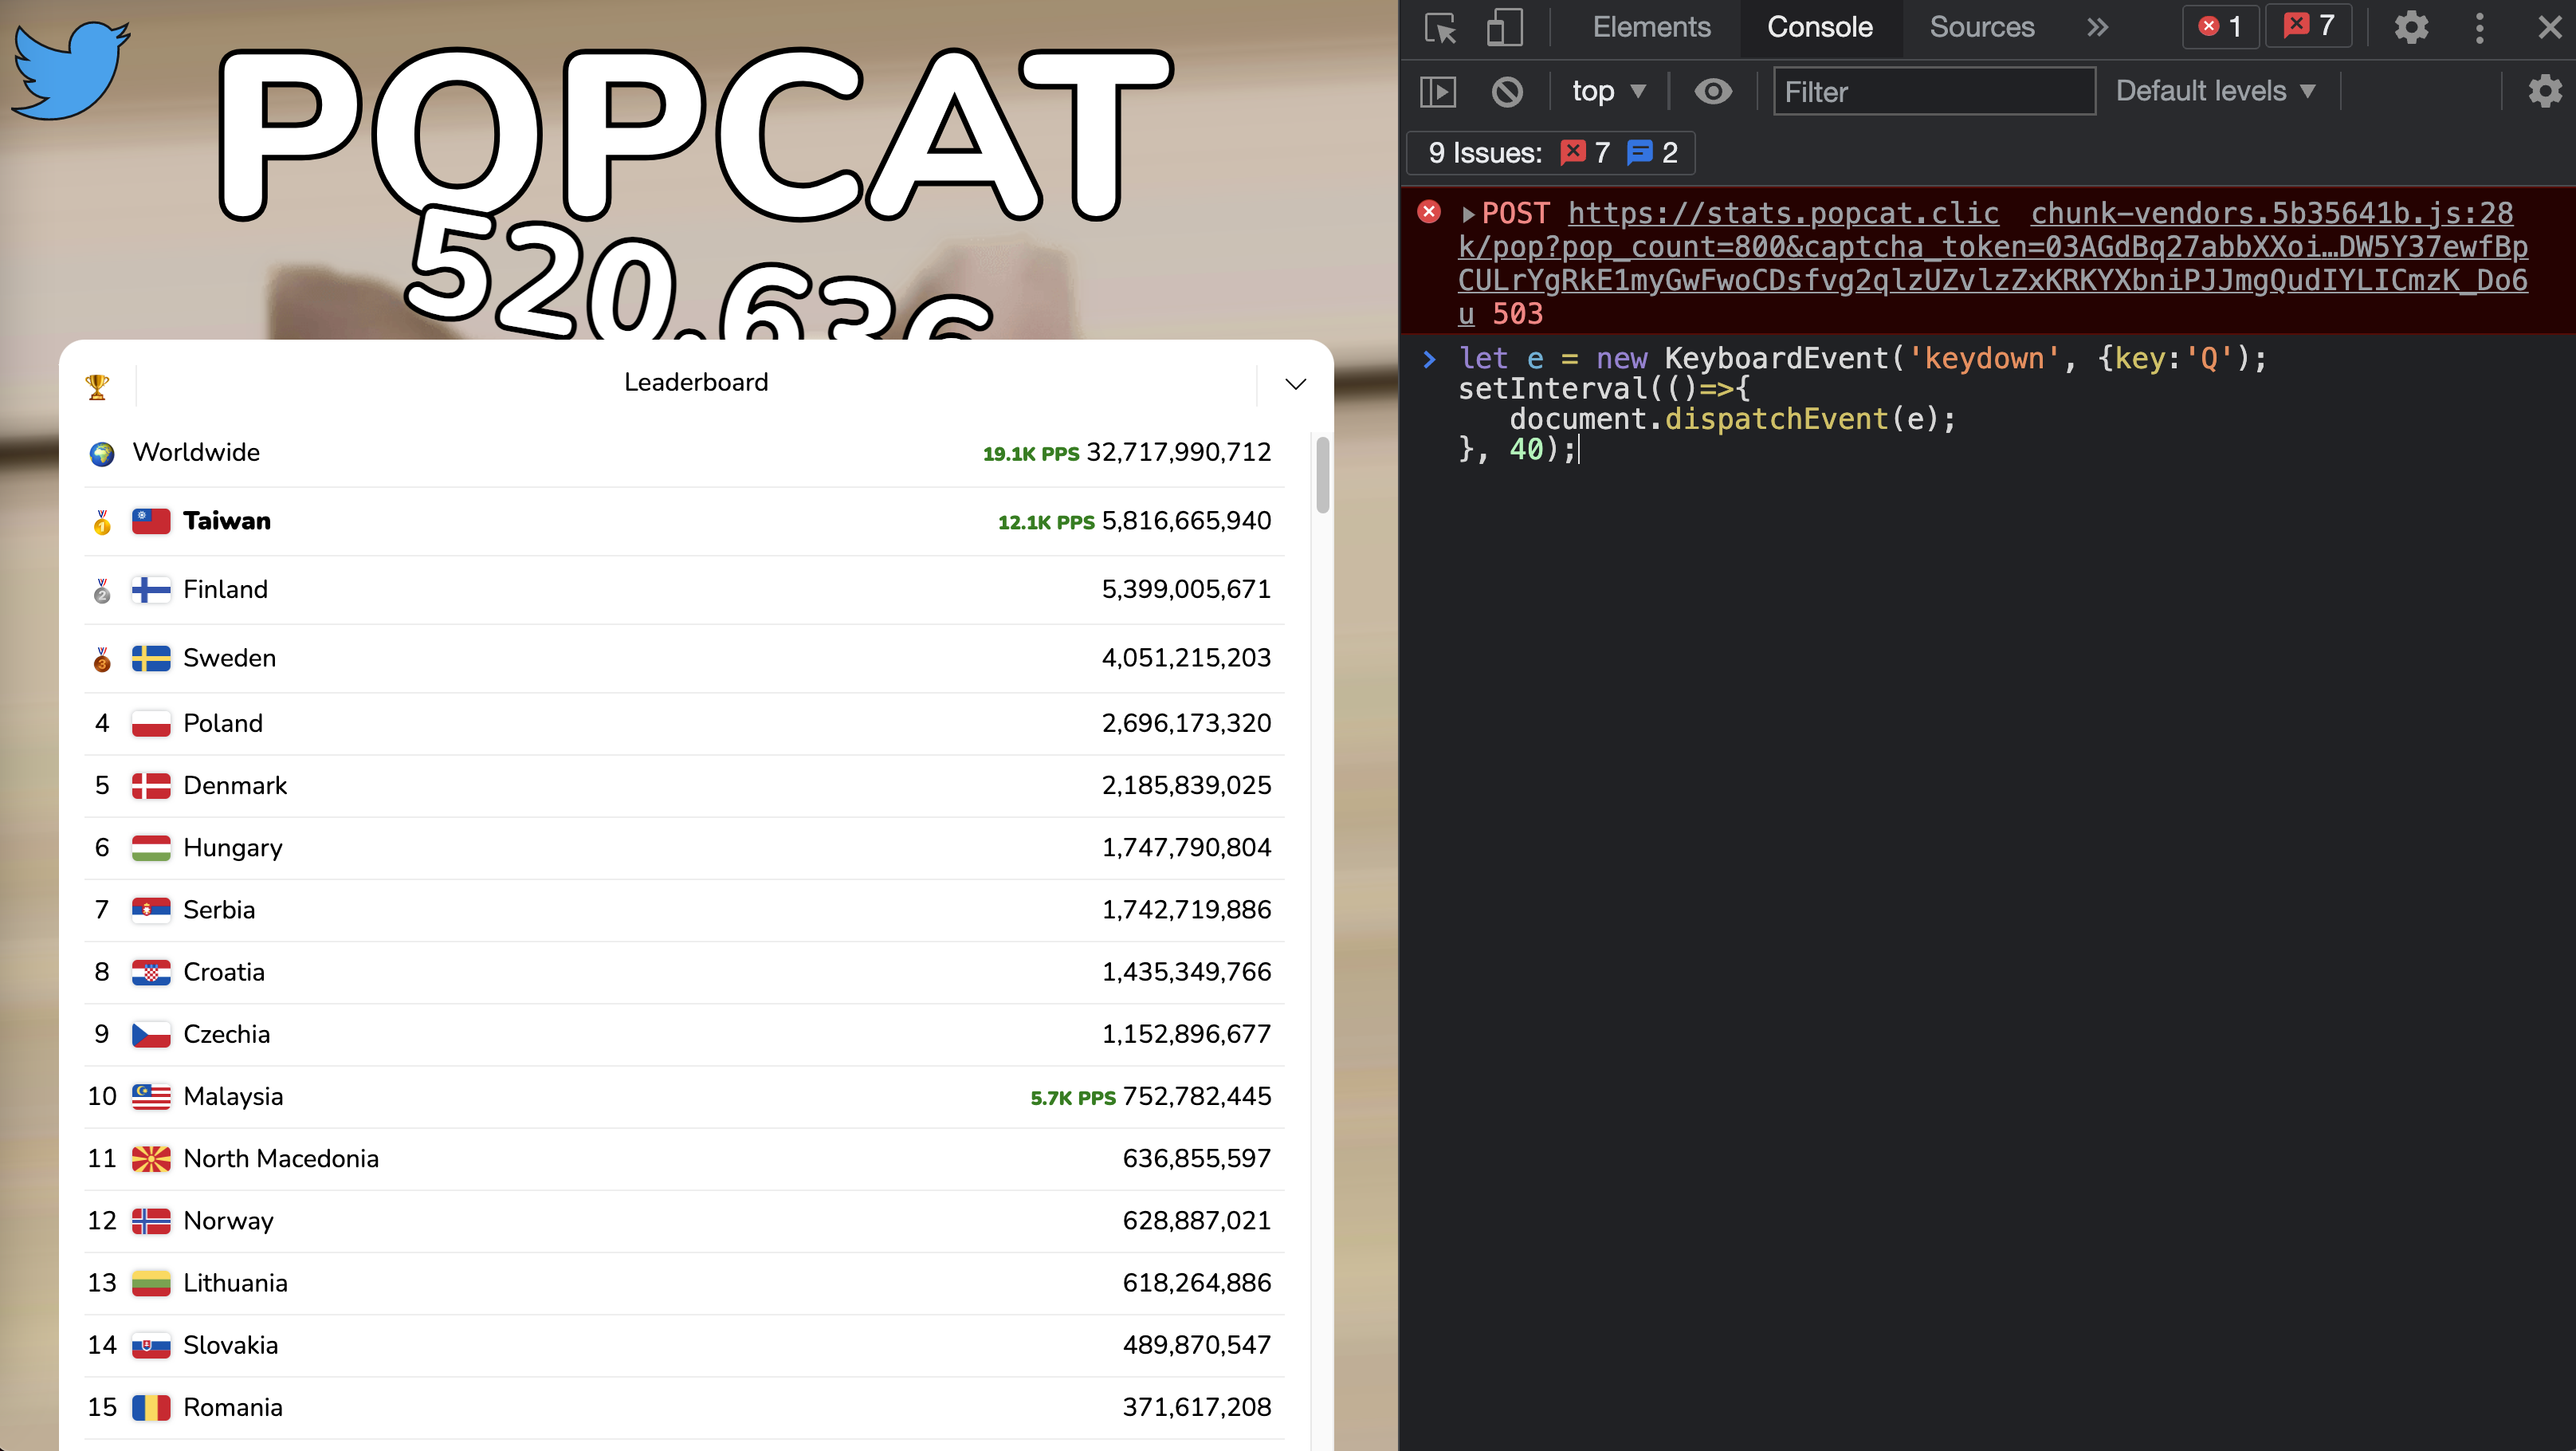 POPCAT
520,636
Leaderboard
Worldwide 19.1K PPS 32,717,990,712
1 Taiwan 12.1K PPS 5,816,665,940
2 Finland 5,399,005,671
3 Sweden 4,051,215,203
4 Poland 2,696,173,320
5 Denmark 2,185,839,025
6 Hungary 1,747,790,804
7 Serbia 1,742,719,886
8 Croatia 1,435,349,766
9 Czechia 1,152,896,677
10 Malaysia 5.7K PPS 752,782,445
11 North Macedonia 636,855,597
12 Norway 628,887,021
13 Lithuania 618,264,886
14 Slovakia 489,870,547
15 Romania 371,617,208
Elements Console Sources » 1 7
top Filter Default levels
9 Issues: 7 2
POST https://stats.popcat.clic chunk-vendors.5b35641b.js:28
k/pop?pop_count=800&captcha_token=03AGdBq27abbXXoi…DW5Y37ewfBp
CULrYgRkE1myGwFwoCDsfvg2qlzUZvlzZxKRKYXbniPJJmgQudIYLICmzK_Do6
u 503
let e = new KeyboardEvent('keydown', {key:'Q');
setInterval(()=>{
document.dispatchEvent(e);
}, 40);